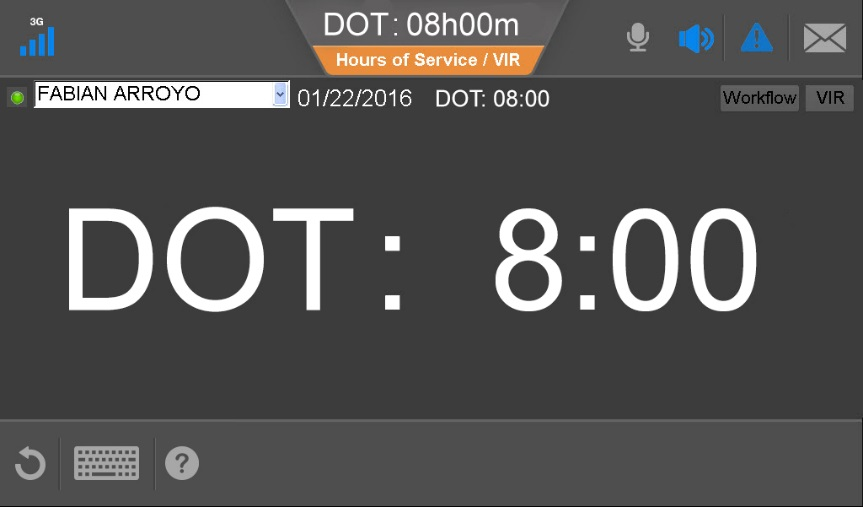 3G
DOT: 08h00m
Hours of Service / VIR
FABIAN ARROYO 01/22/2016 DOT: 08:00 Workflow VIR
DOT: 8:00
?